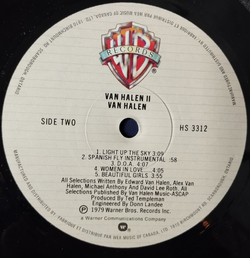 WB
RECORDS
VAN HALEN II
VAN HALEN
SIDE TWO
HS 3312
1. LIGHT UP THE SKY 3:09
2. SPANISH FLY INSTRUMENTAL :58
3. D.O.A. 4:07
4. WOMEN IN LOVE.... 4:05
5. BEAUTIFUL GIRLS 3:55
All Selections Written by Edward Van Halen, Alex Van
Halen, Michael Anthony and David Lee Roth. All
Selections Published by Van Halen Music-ASCAP
Produced by Ted Templeman
Engineered by Donn Landee
℗ 1979 Warner Bros. Records Inc.
a Warner Communications Company